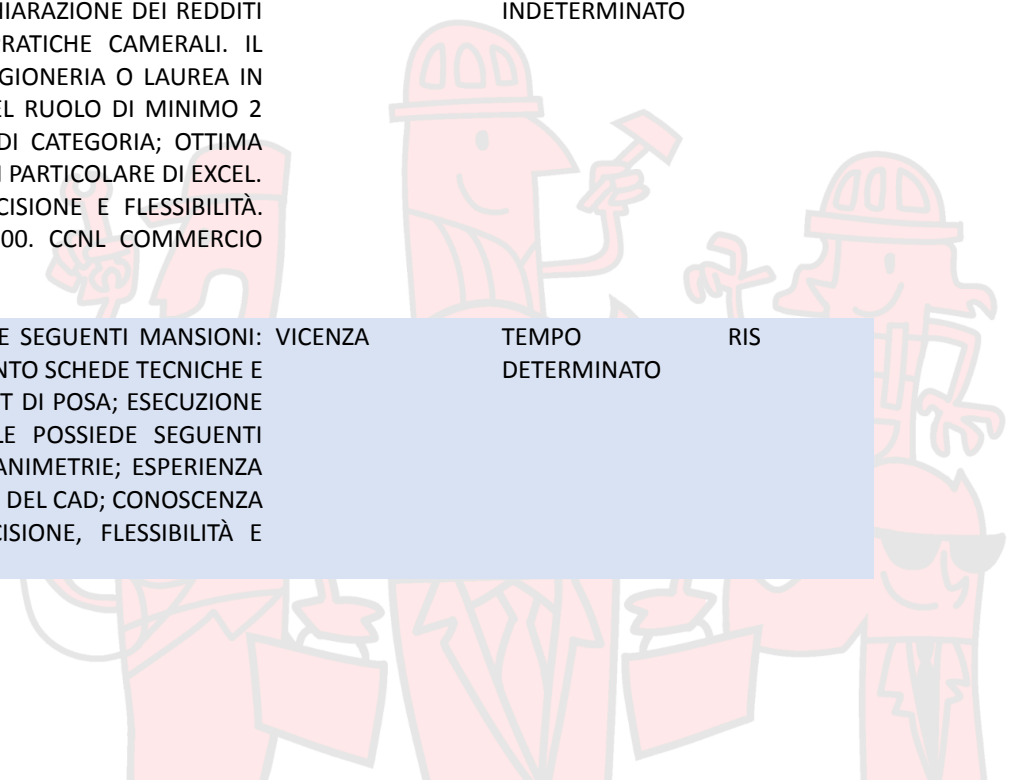 HIARAZIONE DEI REDDITI INDETERMINATO
PRATICHE CAMERALI. IL
GIONERIA O LAUREA IN
EL RUOLO DI MINIMO 2
DI CATEGORIA; OTTIMA
PARTICOLARE DI EXCEL.
CISIONE E FLESSIBILITÀ.
00. CCNL COMMERCIO
E SEGUENTI MANSIONI: VICENZA TEMPO RIS
NTO SCHEDE TECNICHE E DETERMINATO
T DI POSA; ESECUZIONE
LE POSSIEDE SEGUENTI
ANIMETRIE; ESPERIENZA
DEL CAD; CONOSCENZA
CISIONE, FLESSIBILITÀ E